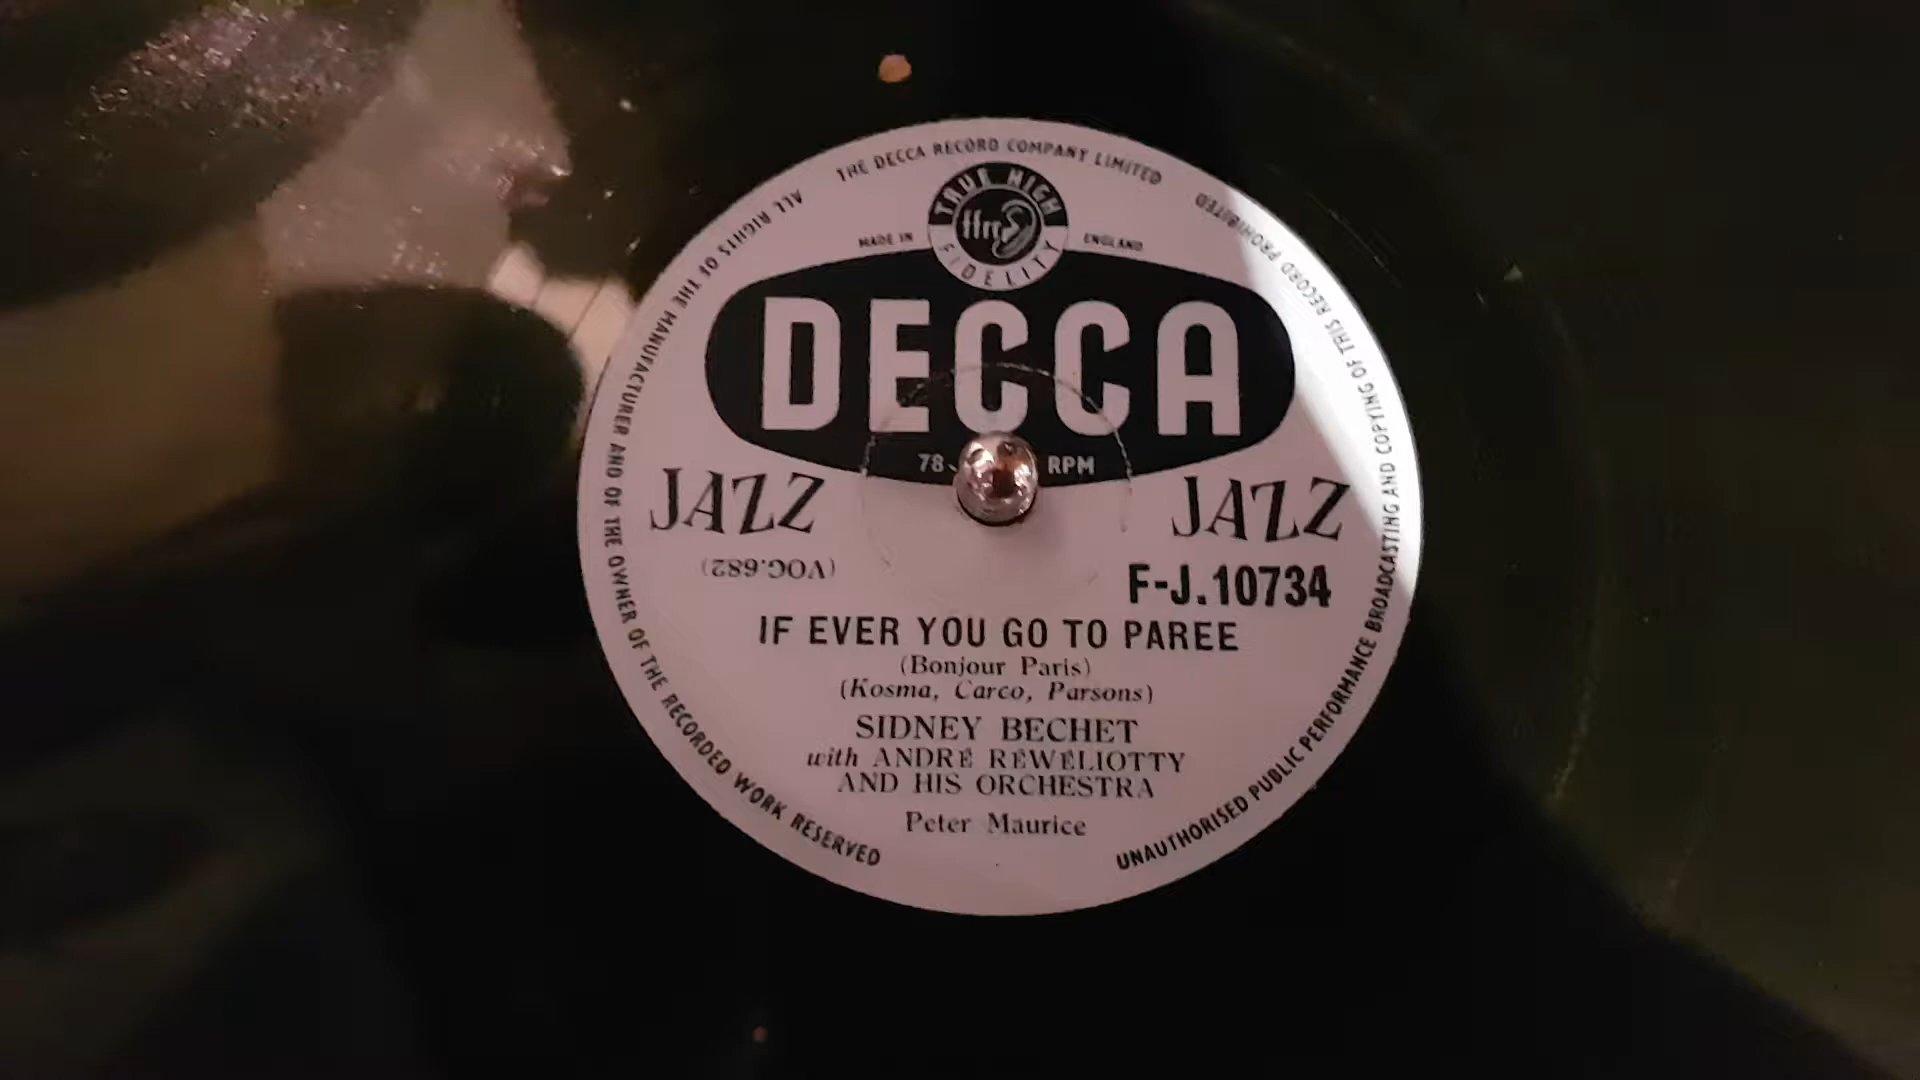 THE DECCA RECORD COMPANY LIMITED
ALL RIGHTS OF THE MANUFACTURER AND OF THE OWNER OF THE RECORDED WORK RESERVED
UNAUTHORISED PUBLIC PERFORMANCE BROADCASTING AND COPYING OF THIS RECORD PROHIBITED
TRUE HIGH
ffrr
FIDELITY
MADE IN ENGLAND
DECCA
78 RPM
JAZZ JAZZ
(VOG.682)
F-J.10734
IF EVER YOU GO TO PAREE
(Bonjour Paris)
(Kosma, Carco, Parsons)
SIDNEY BECHET
with ANDRÉ RÉWÉLIOTTY
AND HIS ORCHESTRA
Peter Maurice